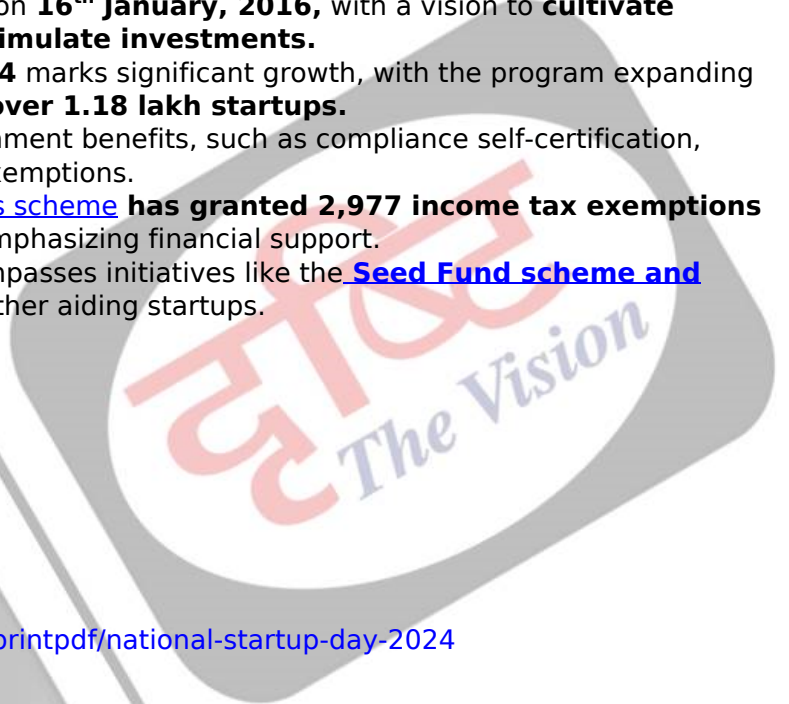 on 16th January, 2016, with a vision to cultivate
imulate investments.
4 marks significant growth, with the program expanding
over 1.18 lakh startups.
ment benefits, such as compliance self-certification,
emptions.
s scheme has granted 2,977 income tax exemptions
mphasizing financial support.
mpasses initiatives like the Seed Fund scheme and
ther aiding startups.
दृष्टि
The Vision
printpdf/national-startup-day-2024